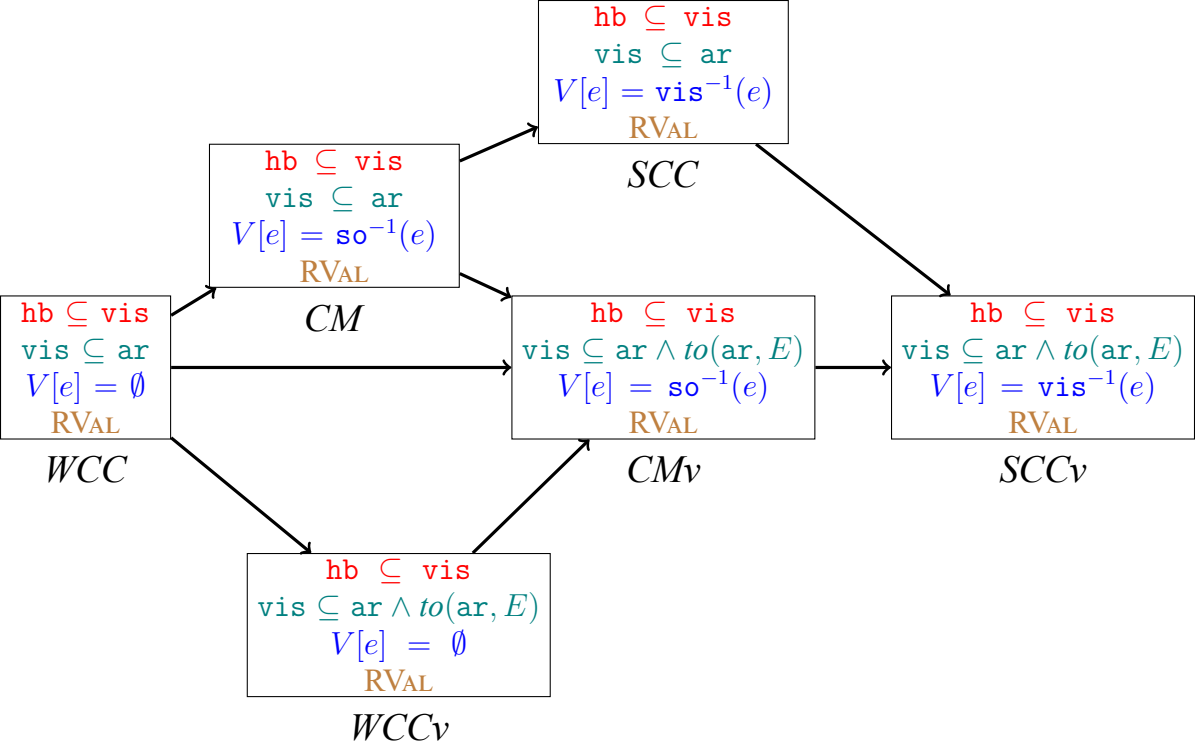 hb ⊆ vis
vis ⊆ ar
V[e] = vis⁻¹(e)
RVAL
SCC
hb ⊆ vis
vis ⊆ ar
V[e] = so⁻¹(e)
RVAL
CM
hb ⊆ vis
vis ⊆ ar
V[e] = ∅
RVAL
WCC
hb ⊆ vis
vis ⊆ ar ∧ to(ar, E)
V[e] = so⁻¹(e)
RVAL
CMv
hb ⊆ vis
vis ⊆ ar ∧ to(ar, E)
V[e] = vis⁻¹(e)
RVAL
SCCv
hb ⊆ vis
vis ⊆ ar ∧ to(ar, E)
V[e] = ∅
RVAL
WCCv